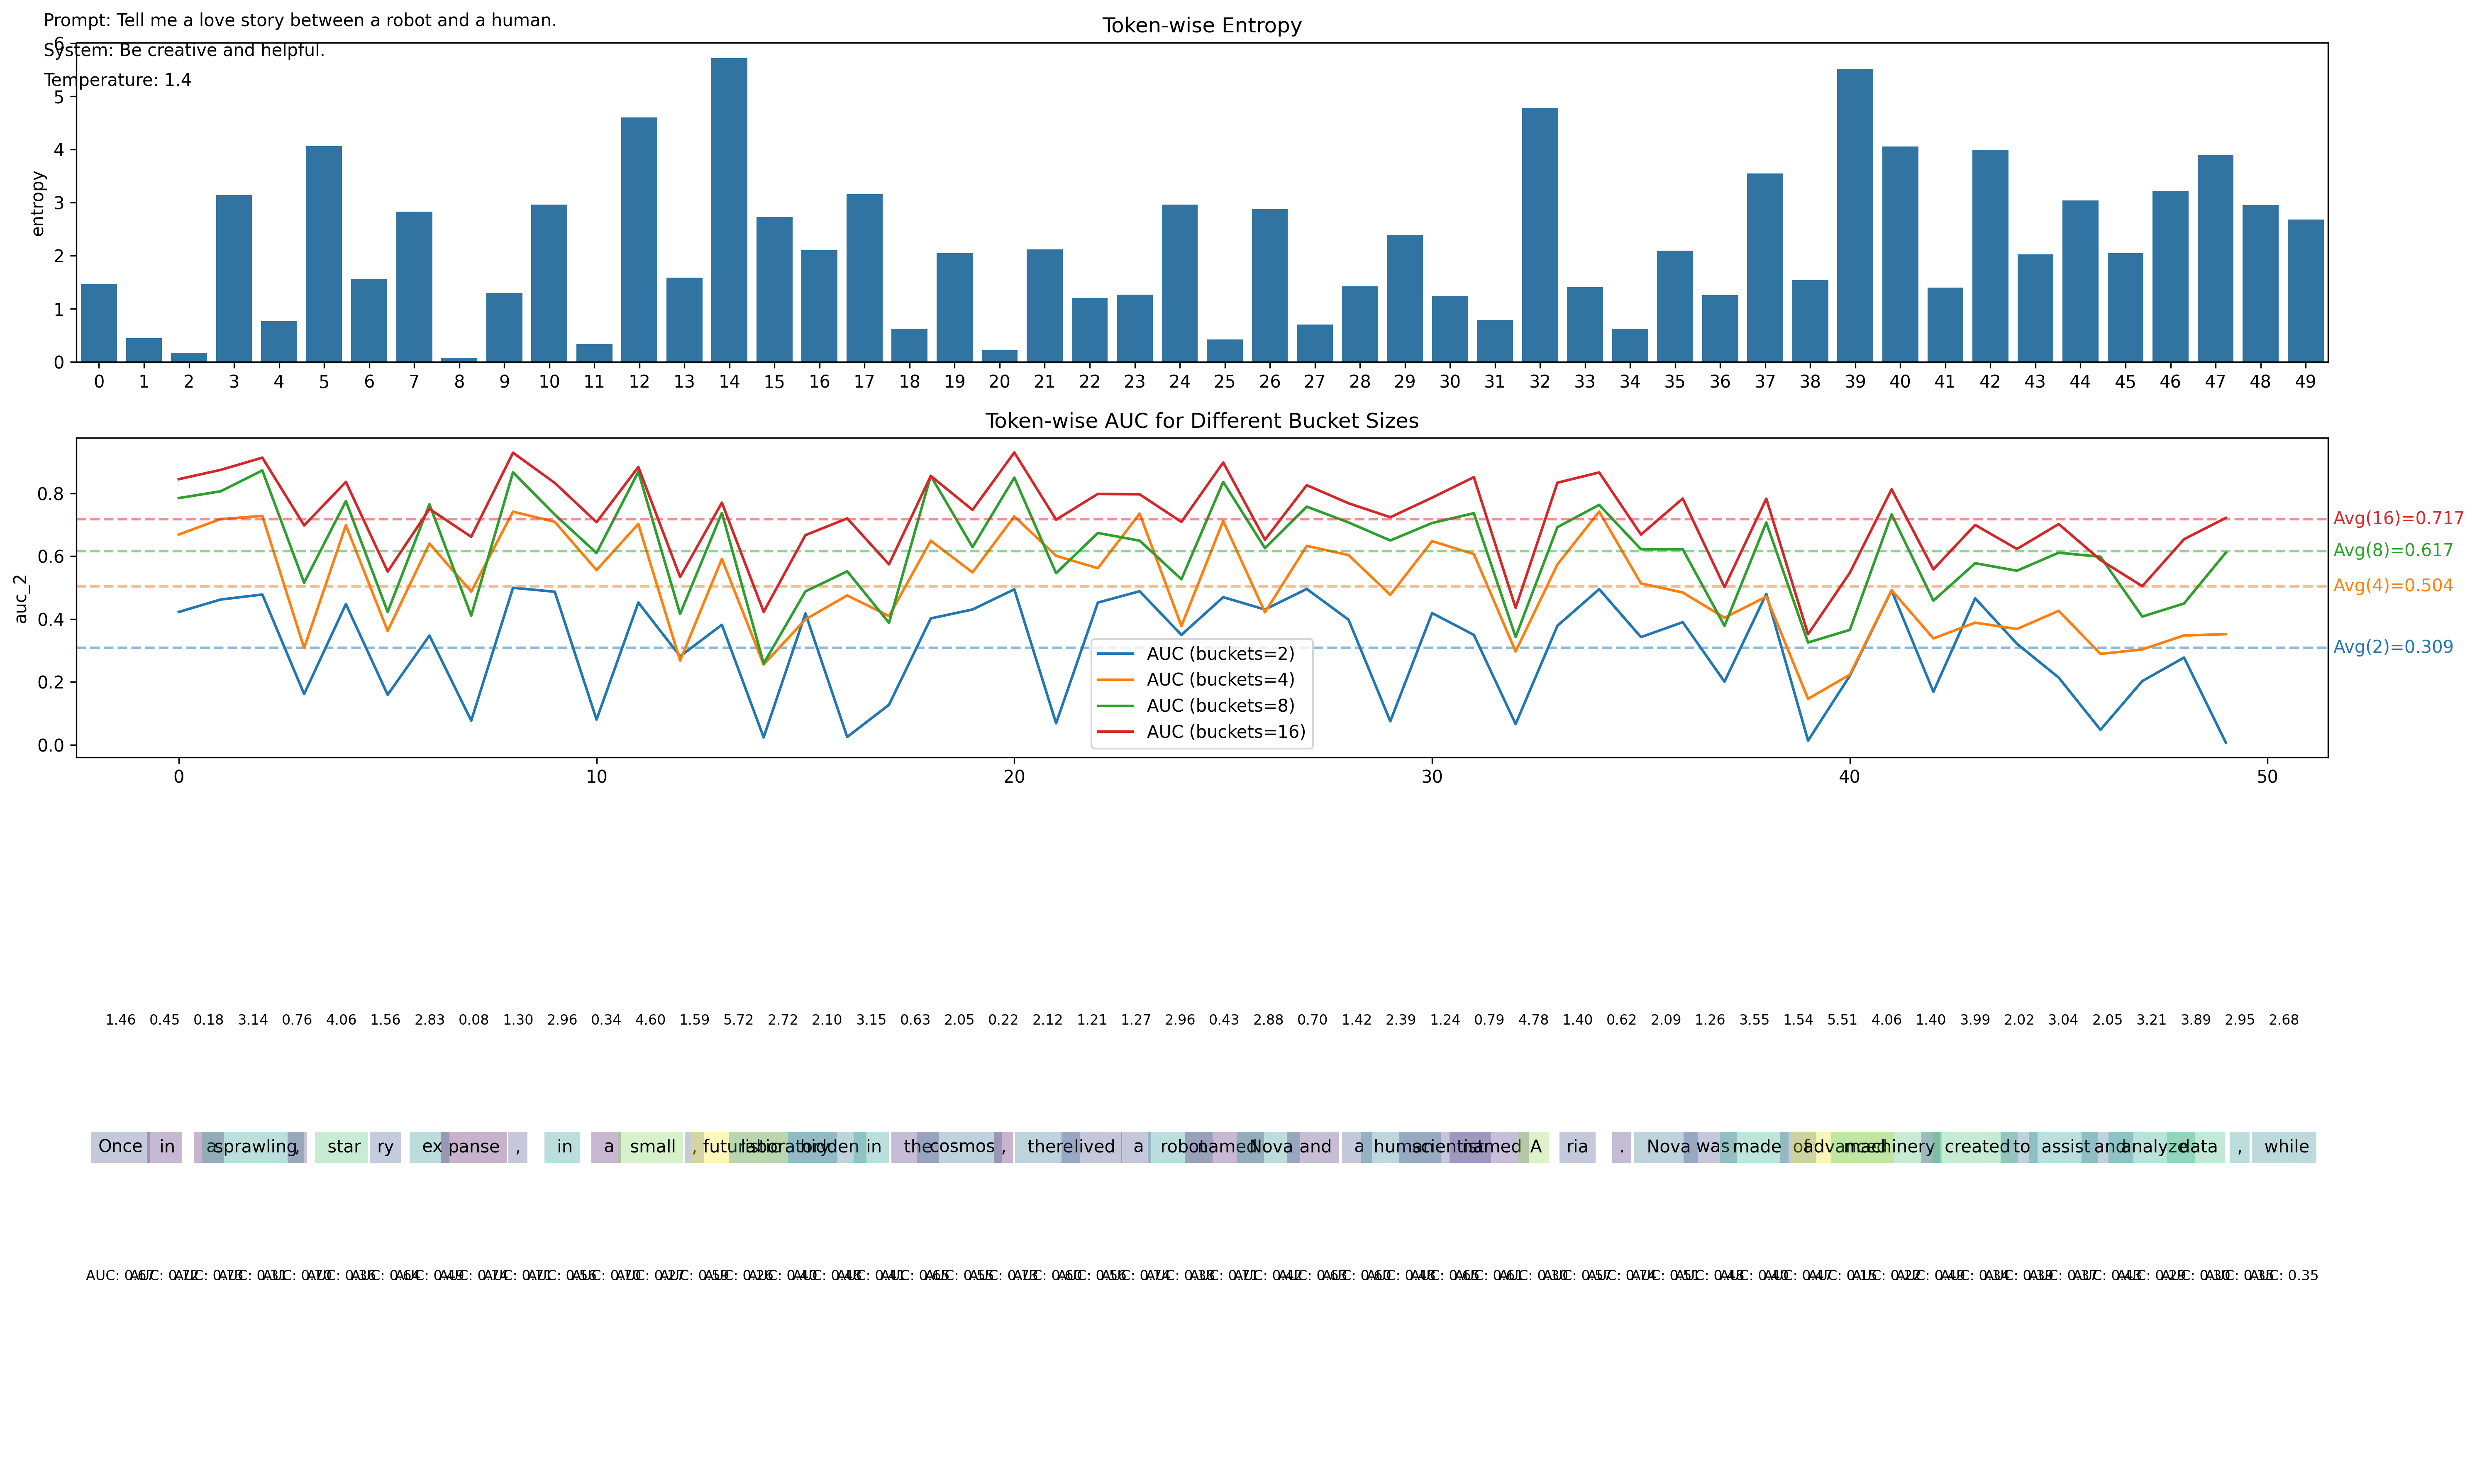 Prompt: Tell me a love story between a robot and a human.
System: Be creative and helpful.
Temperature: 1.4
Token-wise Entropy
entropy
6
5
4
3
2
1
0
0 1 2 3 4 5 6 7 8 9 10 11 12 13 14 15 16 17 18 19 20 21 22 23 24 25 26 27 28 29 30 31 32 33 34 35 36 37 38 39 40 41 42 43 44 45 46 47 48 49
Token-wise AUC for Different Bucket Sizes
auc_2
0.8
0.6
0.4
0.2
0.0
Avg(16)=0.717
Avg(8)=0.617
Avg(4)=0.504
Avg(2)=0.309
AUC (buckets=2)
AUC (buckets=4)
AUC (buckets=8)
AUC (buckets=16)
0 10 20 30 40 50
1.46 0.45 0.18 3.14 0.76 4.06 1.56 2.83 0.08 1.30 2.96 0.34 4.60 1.59 5.72 2.72 2.10 3.15 0.63 2.05 0.22 2.12 1.21 1.27 2.96 0.43 2.88 0.70 1.42 2.39 1.24 0.79 4.78 1.40 0.62 2.09 1.26 3.55 1.54 5.51 4.06 1.40 3.99 2.02 3.04 2.05 3.21 3.89 2.95 2.68
Once in a sprawling , star ry ex panse , in a small , futuristic laboratory hidden in the cosmos , there lived a robot named Nova and a human scientist named A ria . Nova was made of advanced machinery created to assist and analyze data , while